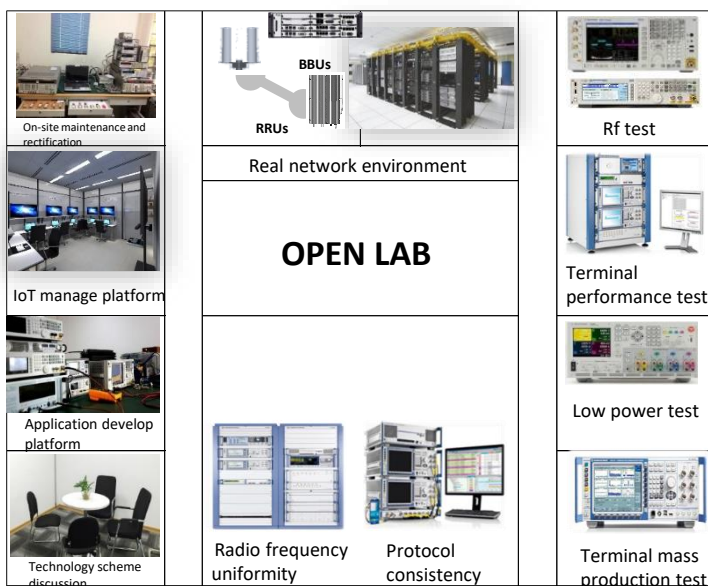 On-site maintenance and
rectification
IoT manage platform
Application develop
platform
Technology scheme
discussion
BBUs
RRUs
Real network environment
OPEN LAB
Radio frequency
uniformity
Protocol
consistency
Rf test
Terminal
performance test
Low power test
Terminal mass
production test